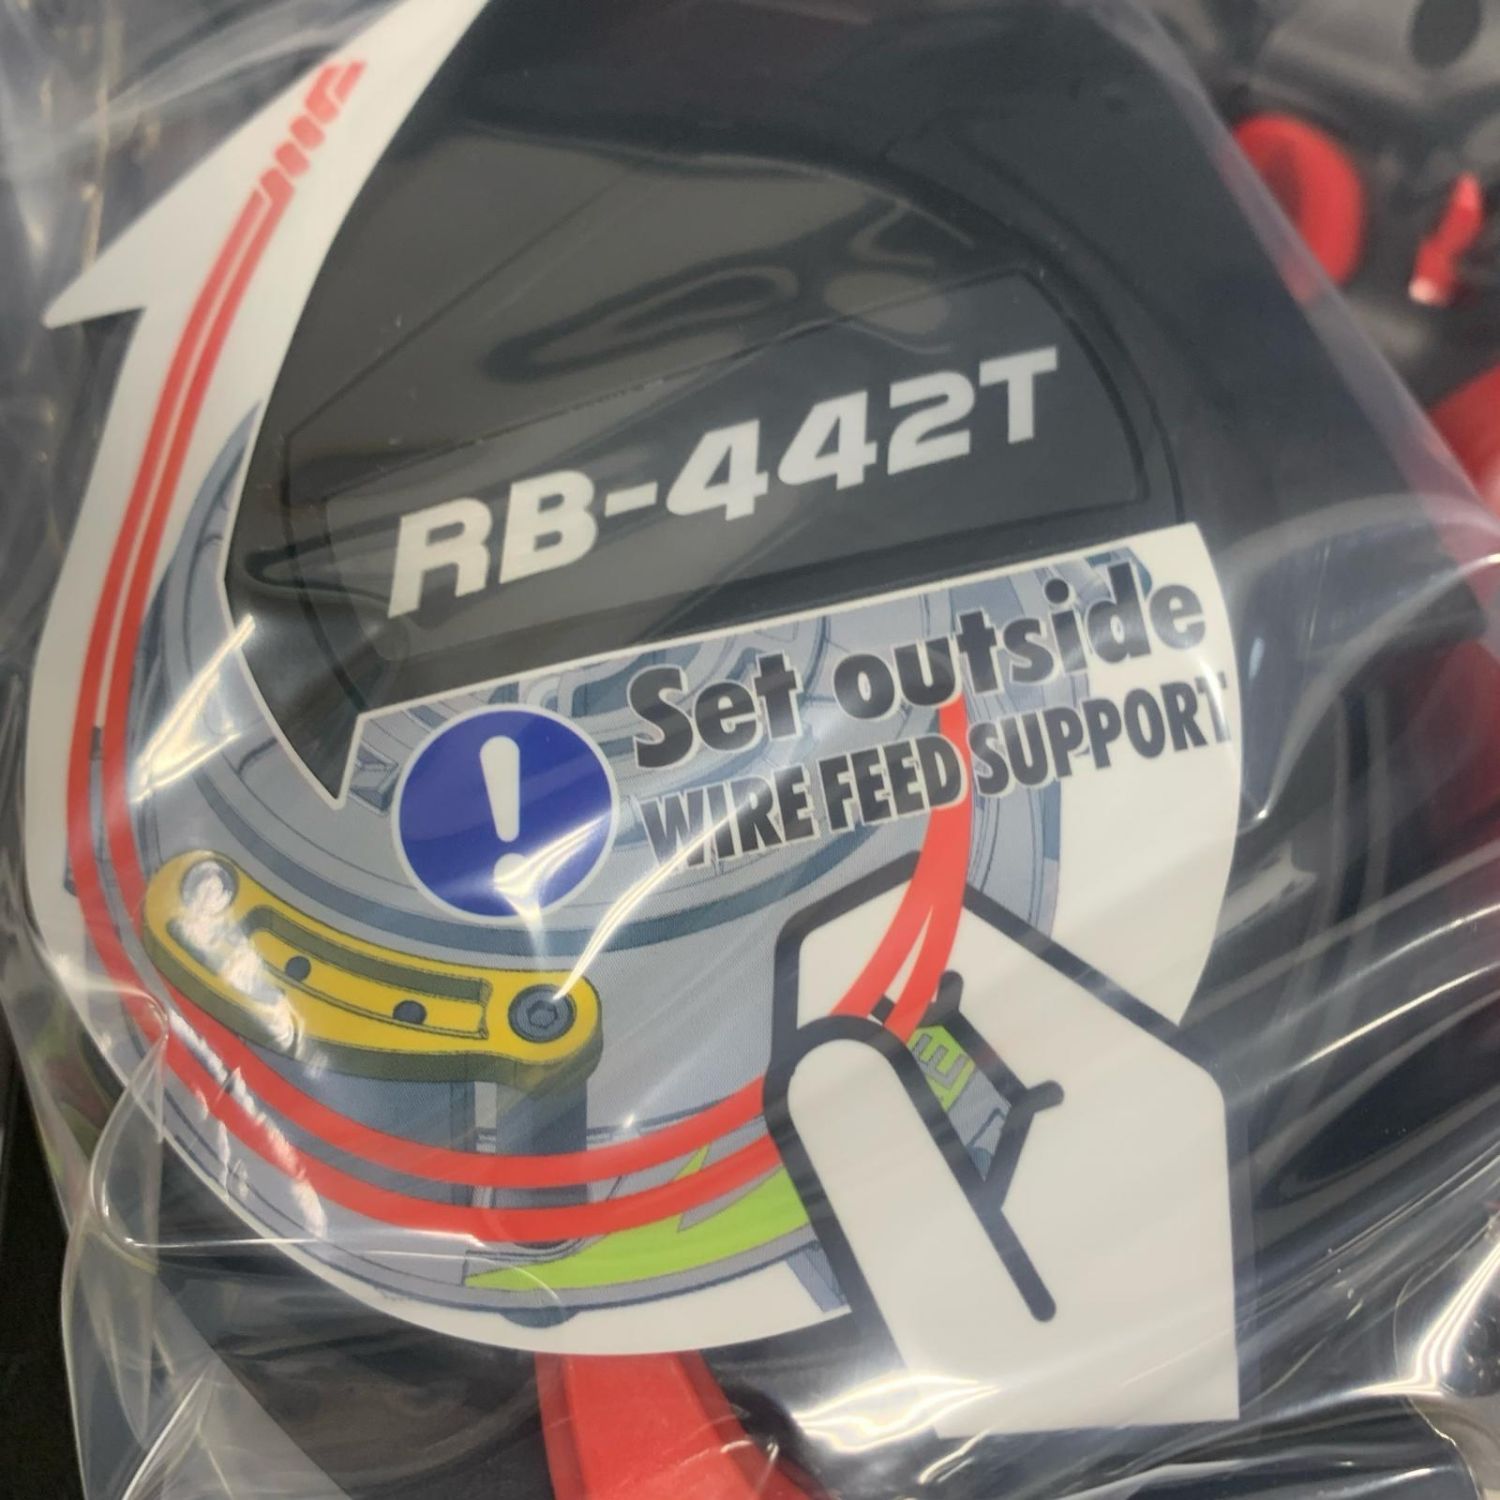 RB-442T
Set outside
WIRE FEED SUPPORT